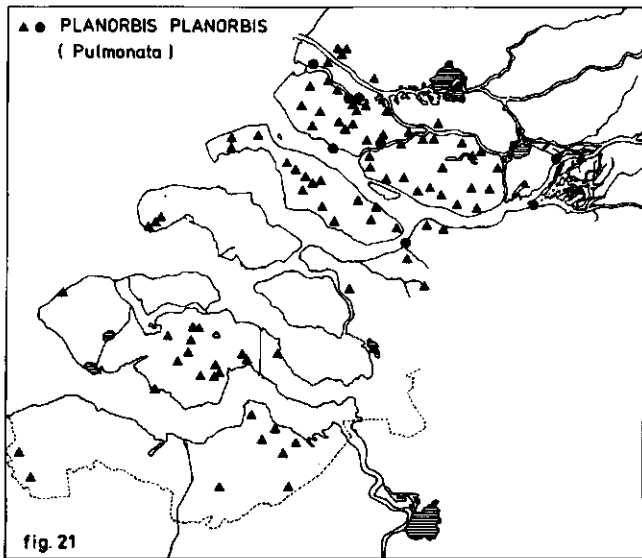 ▲ ● PLANORBIS PLANORBIS
( Pulmonata )
fig. 21